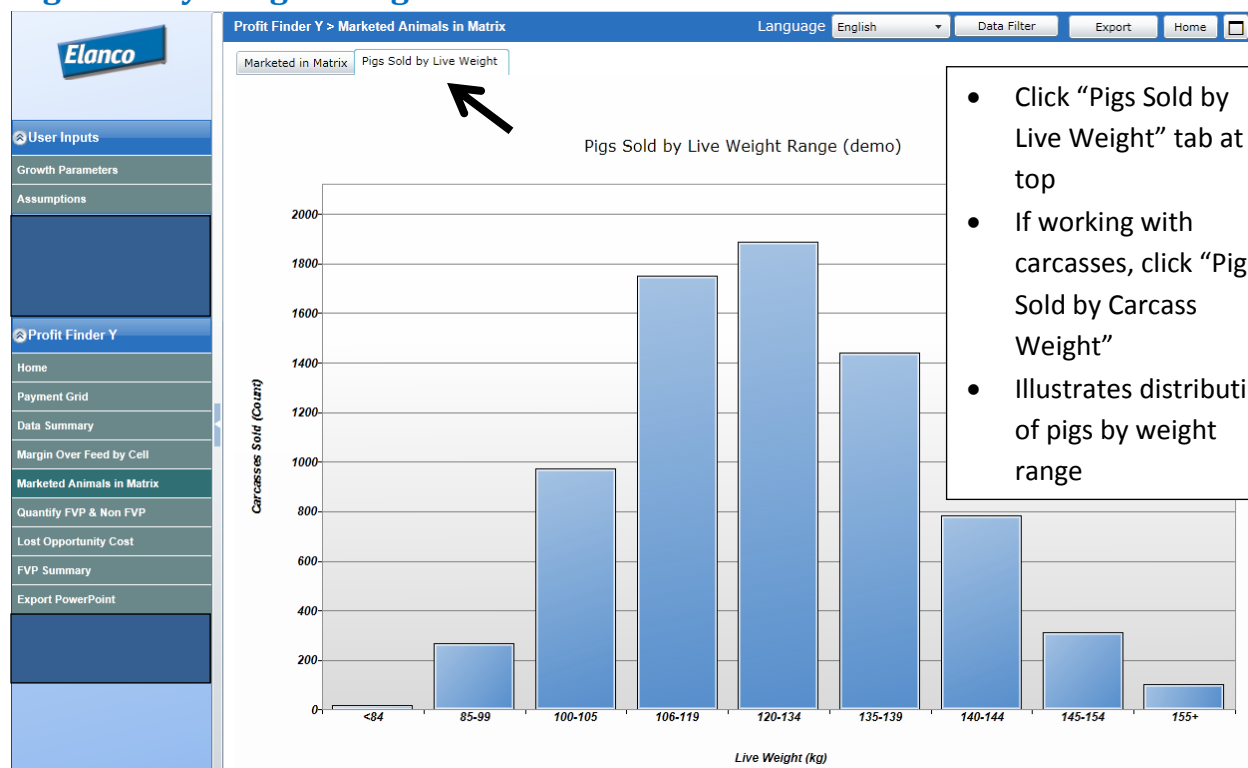 Elanco
Profit Finder Y > Marketed Animals in Matrix
Language English Data Filter Export Home
Marketed in Matrix Pigs Sold by Live Weight
User Inputs
Growth Parameters
Assumptions
Profit Finder Y
Home
Payment Grid
Data Summary
Margin Over Feed by Cell
Marketed Animals in Matrix
Quantify FVP & Non FVP
Lost Opportunity Cost
FVP Summary
Export PowerPoint
Pigs Sold by Live Weight Range (demo)
Carcasses Sold (Count)
2000
1800
1600
1400
1200
1000
800
600
400
200
0
<84 85-99 100-105 106-119 120-134 135-139 140-144 145-154 155+
Live Weight (kg)
• Click “Pigs Sold by
Live Weight” tab at
top
• If working with
carcasses, click “Pig
Sold by Carcass
Weight”
• Illustrates distributi
of pigs by weight
range